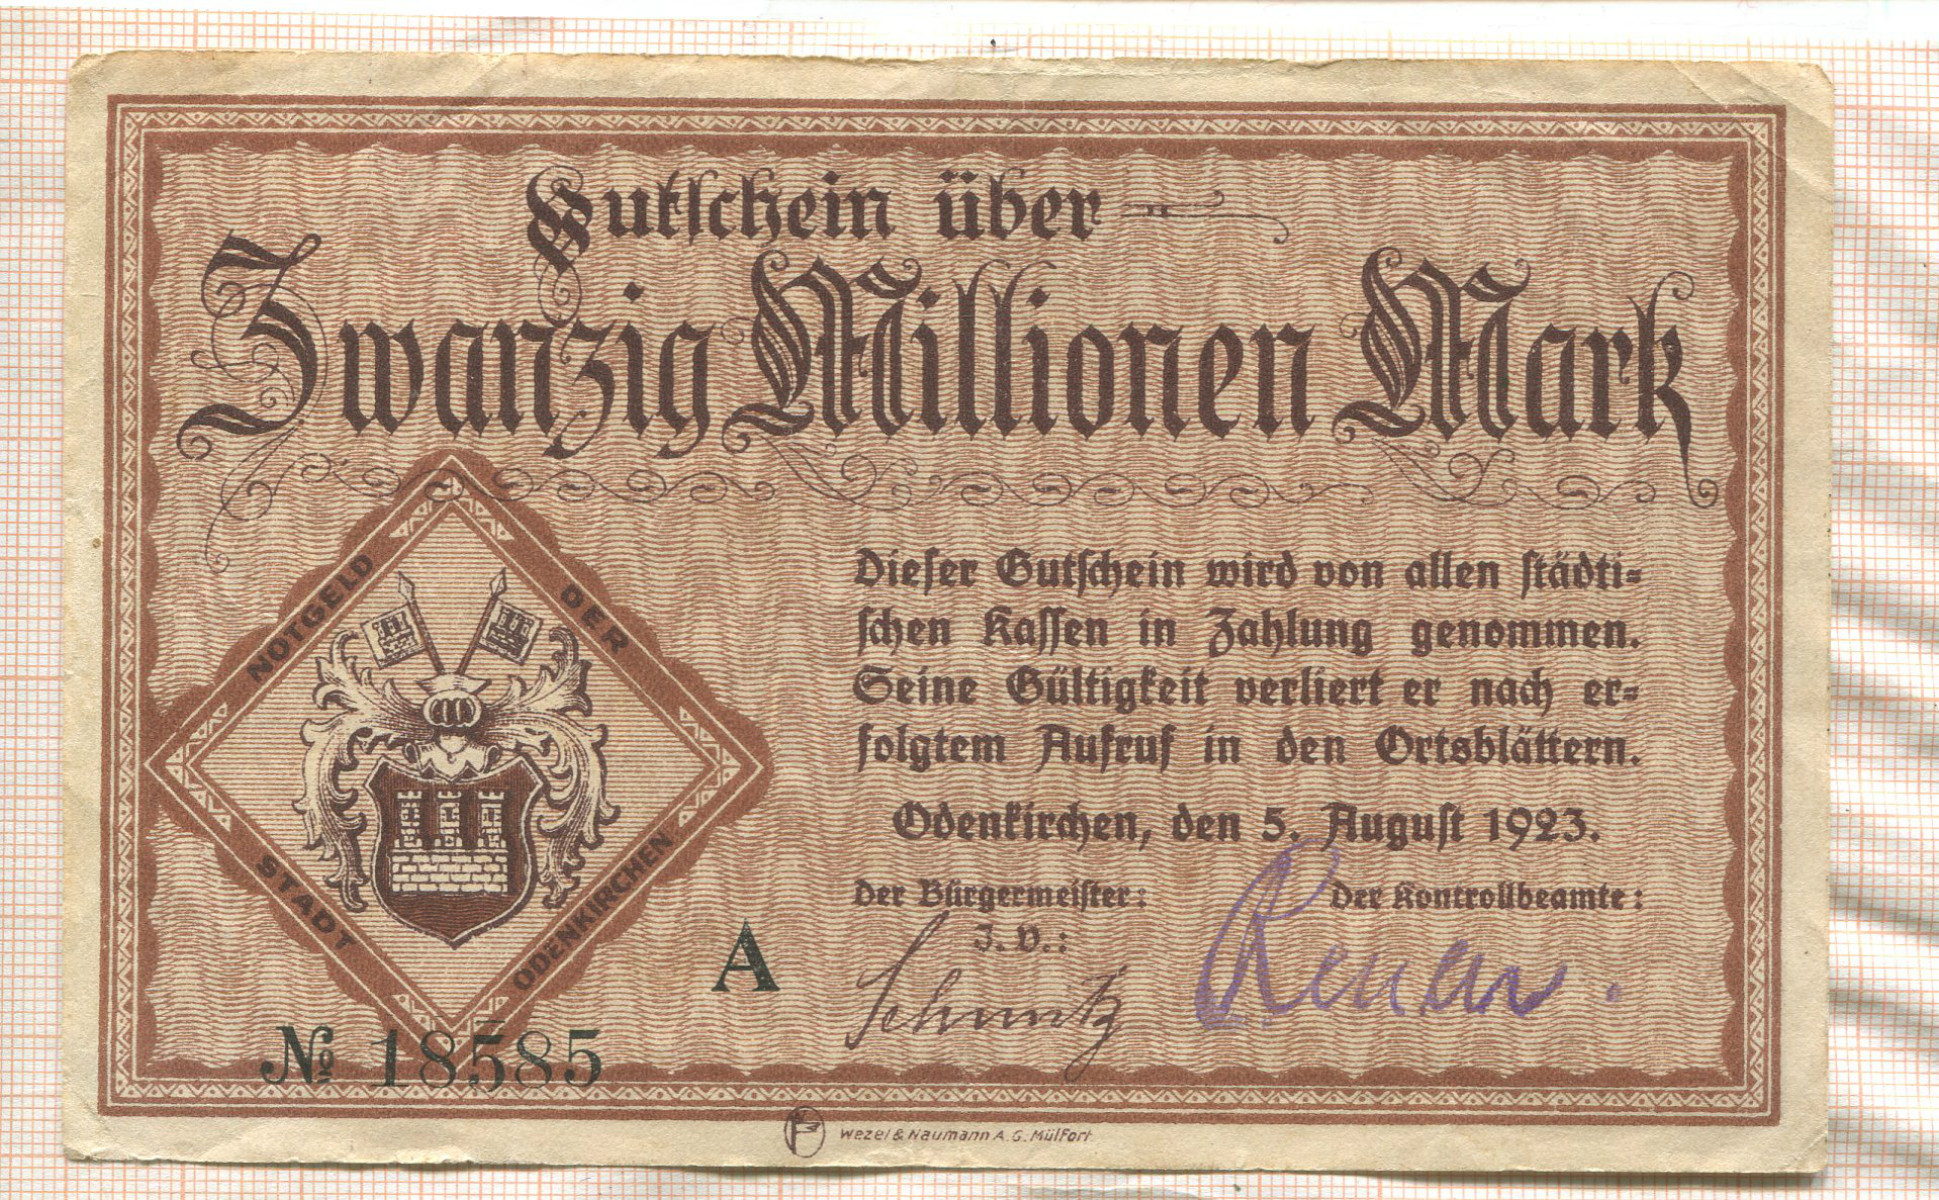 Gutschein über
Zwanzig Millionen Mark
NOTGELD
DER
STADT
ODENKIRCHEN
Dieser Gutschein wird von allen städti=
schen Kassen in Zahlung genommen.
Seine Gültigkeit verliert er nach er=
folgtem Aufruf in den Ortsblättern.
Odenkirchen, den 5. August 1923.
Der Bürgermeister:
J. V.:
Schmitz
Der Kontrollbeamte:
A
№ 18585
Wezel & Naumann A. G. Mülfort